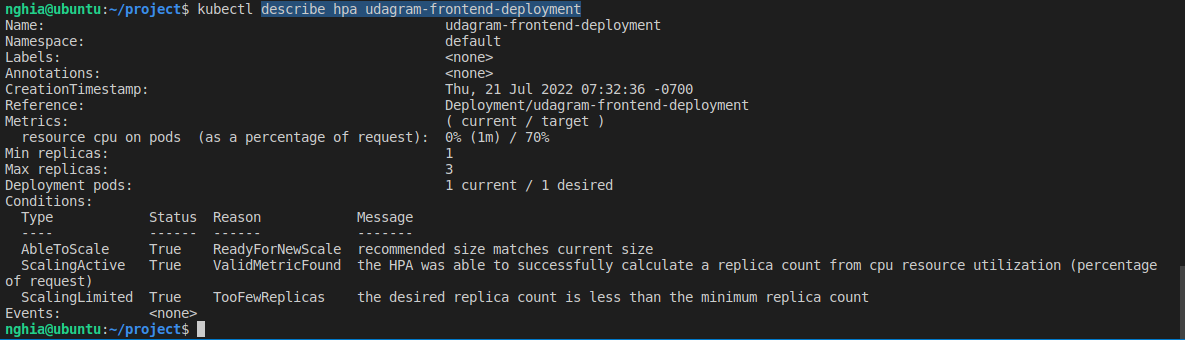 nghia@ubuntu:~/project$ kubectl describe hpa udagram-frontend-deployment
Name:                                                  udagram-frontend-deployment
Namespace:                                             default
Labels:                                                <none>
Annotations:                                           <none>
CreationTimestamp:                                     Thu, 21 Jul 2022 07:32:36 -0700
Reference:                                             Deployment/udagram-frontend-deployment
Metrics:                                               ( current / target )
  resource cpu on pods  (as a percentage of request):  0% (1m) / 70%
Min replicas:                                          1
Max replicas:                                          3
Deployment pods:                                       1 current / 1 desired
Conditions:
  Type            Status  Reason            Message
  ----            ------  ------            -------
  AbleToScale     True    ReadyForNewScale  recommended size matches current size
  ScalingActive   True    ValidMetricFound  the HPA was able to successfully calculate a replica count from cpu resource utilization (percentage
of request)
  ScalingLimited  True    TooFewReplicas    the desired replica count is less than the minimum replica count
Events:           <none>
nghia@ubuntu:~/project$